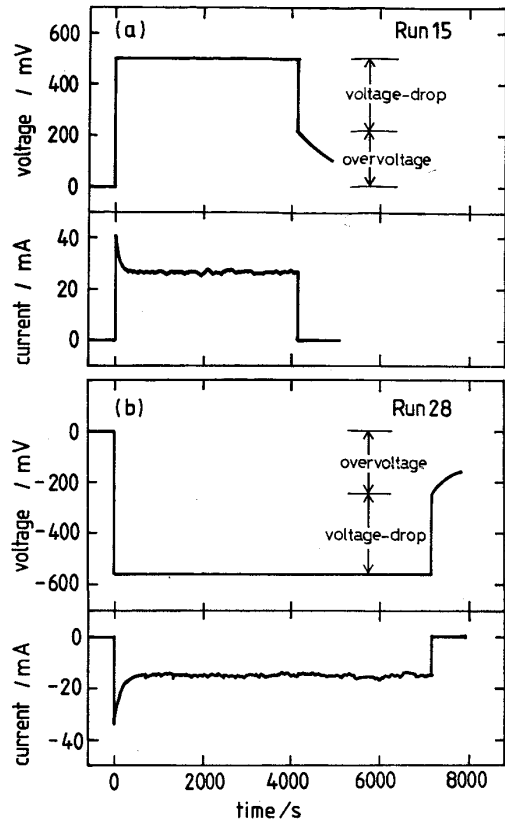 600
(a)
Run 15
voltage / mV
400
voltage-drop
200
overvoltage
0
current / mA
40
20
0
(b)
Run 28
voltage / mV
0
overvoltage
-200
-400
voltage-drop
-600
current / mA
0
-20
-40
0 2000 4000 6000 8000
time/s